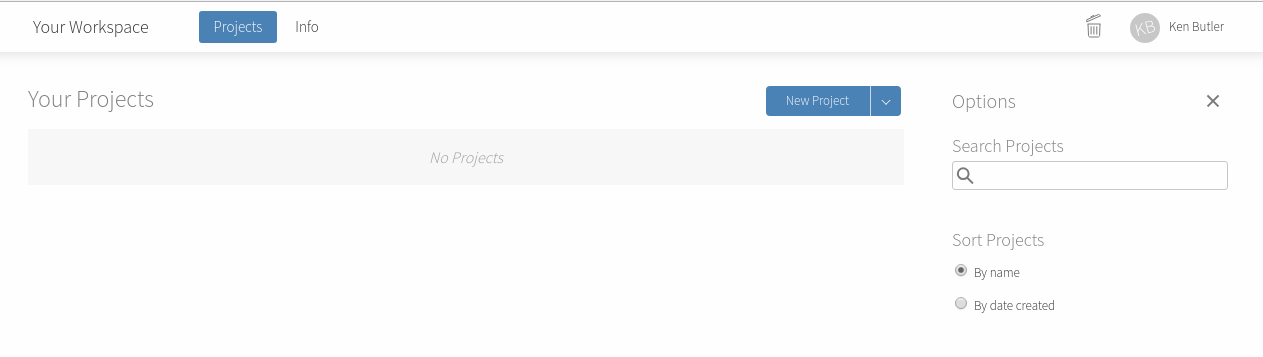 Your Workspace
Projects
Info
KB
Ken Butler
Your Projects
New Project
No Projects
Options
Search Projects
Sort Projects
By name
By date created